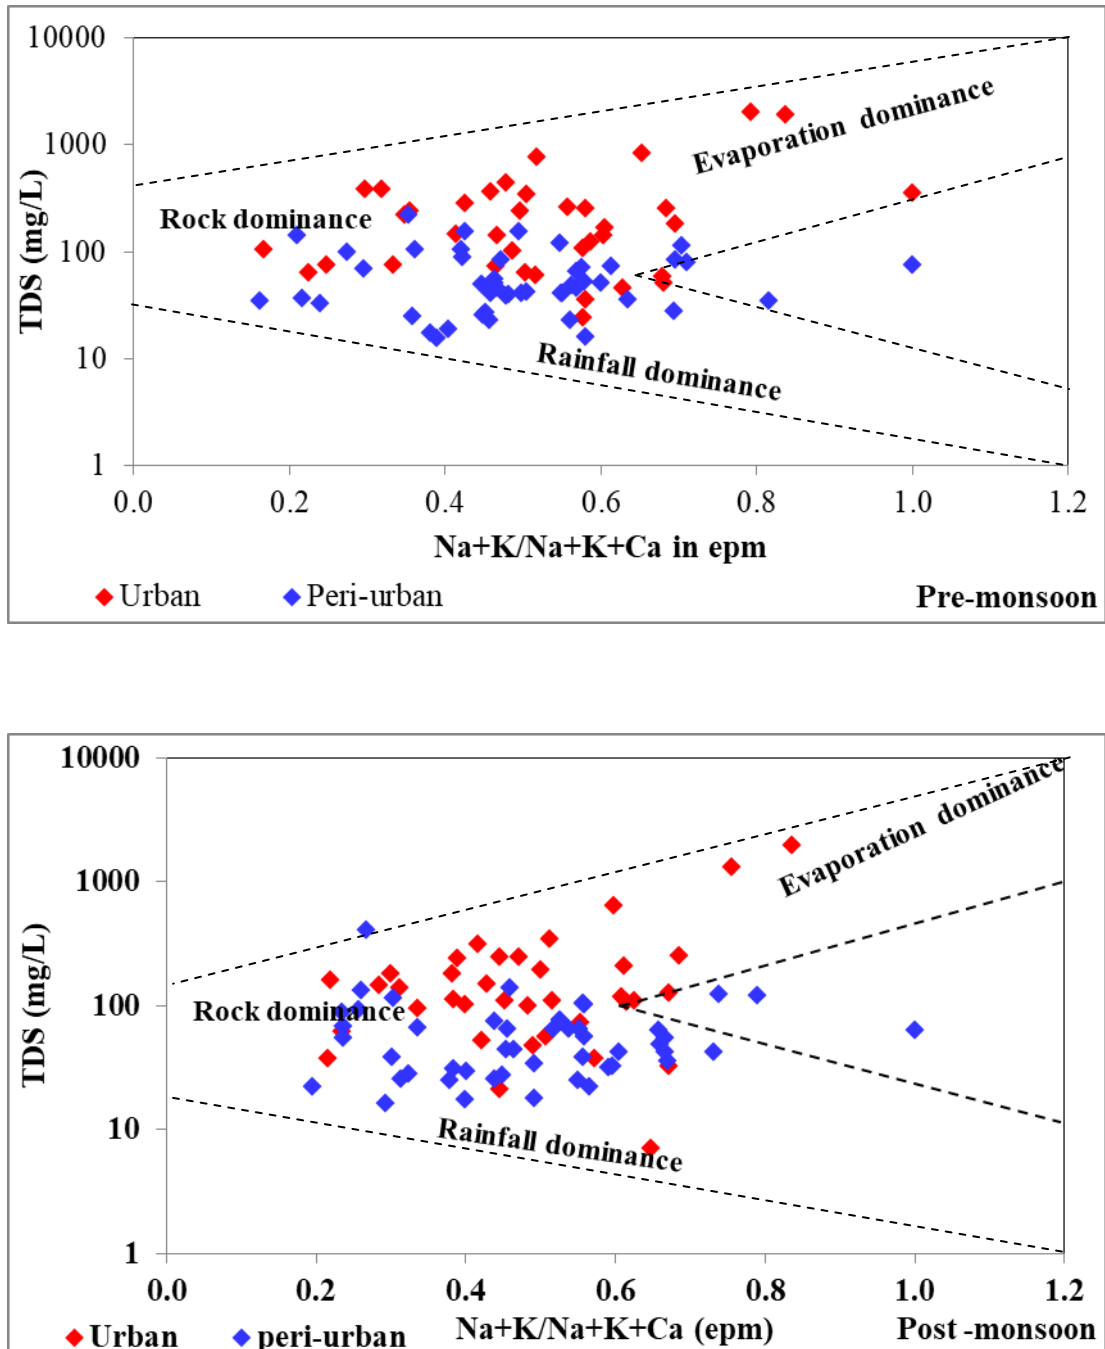 10000
1000
100
10
1
TDS (mg/L)
Evaporation dominance
Rock dominance
Rainfall dominance
0.0 0.2 0.4 0.6 0.8 1.0 1.2
Na+K/Na+K+Ca in epm
Urban Peri-urban Pre-monsoon
10000
1000
100
10
1
TDS (mg/L)
Evaporation dominance
Rock dominance
Rainfall dominance
0.0 0.2 0.4 0.6 0.8 1.0 1.2
Urban peri-urban Na+K/Na+K+Ca (epm) Post -monsoon